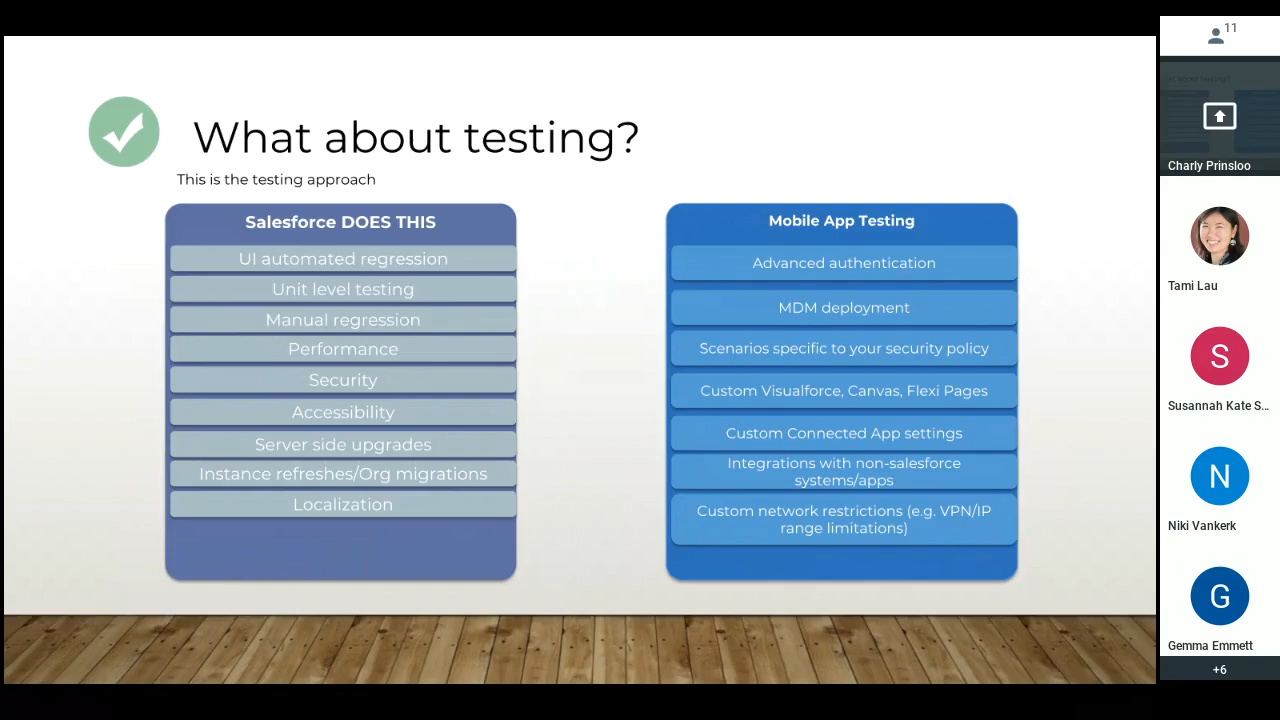 What about testing?
This is the testing approach
Salesforce DOES THIS
UI automated regression
Unit level testing
Manual regression
Performance
Security
Accessibility
Server side upgrades
Instance refreshes/Org migrations
Localization
Mobile App Testing
Advanced authentication
MDM deployment
Scenarios specific to your security policy
Custom Visualforce, Canvas, Flexi Pages
Custom Connected App settings
Integrations with non-salesforce
systems/apps
Custom network restrictions (e.g. VPN/IP
range limitations)
11
Charly Prinsloo
Tami Lau
S
Susannah Kate S...
N
Niki Vankerk
G
Gemma Emmett
+6